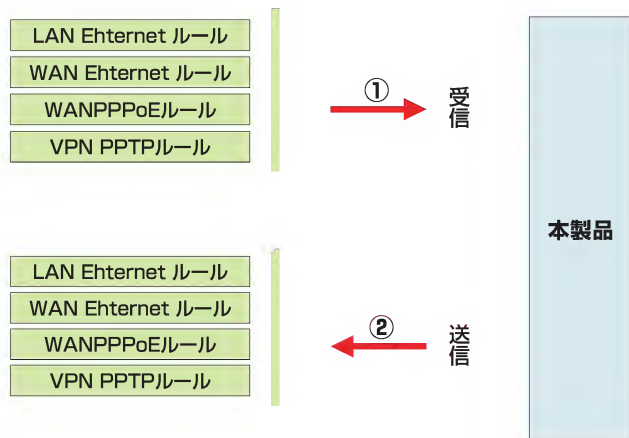 LAN Ehternet ルール
WAN Ehternet ルール
WANPPPoEルール
VPN PPTPルール
①
受信
本製品
LAN Ehternet ルール
WAN Ehternet ルール
WANPPPoEルール
VPN PPTPルール
②
送信